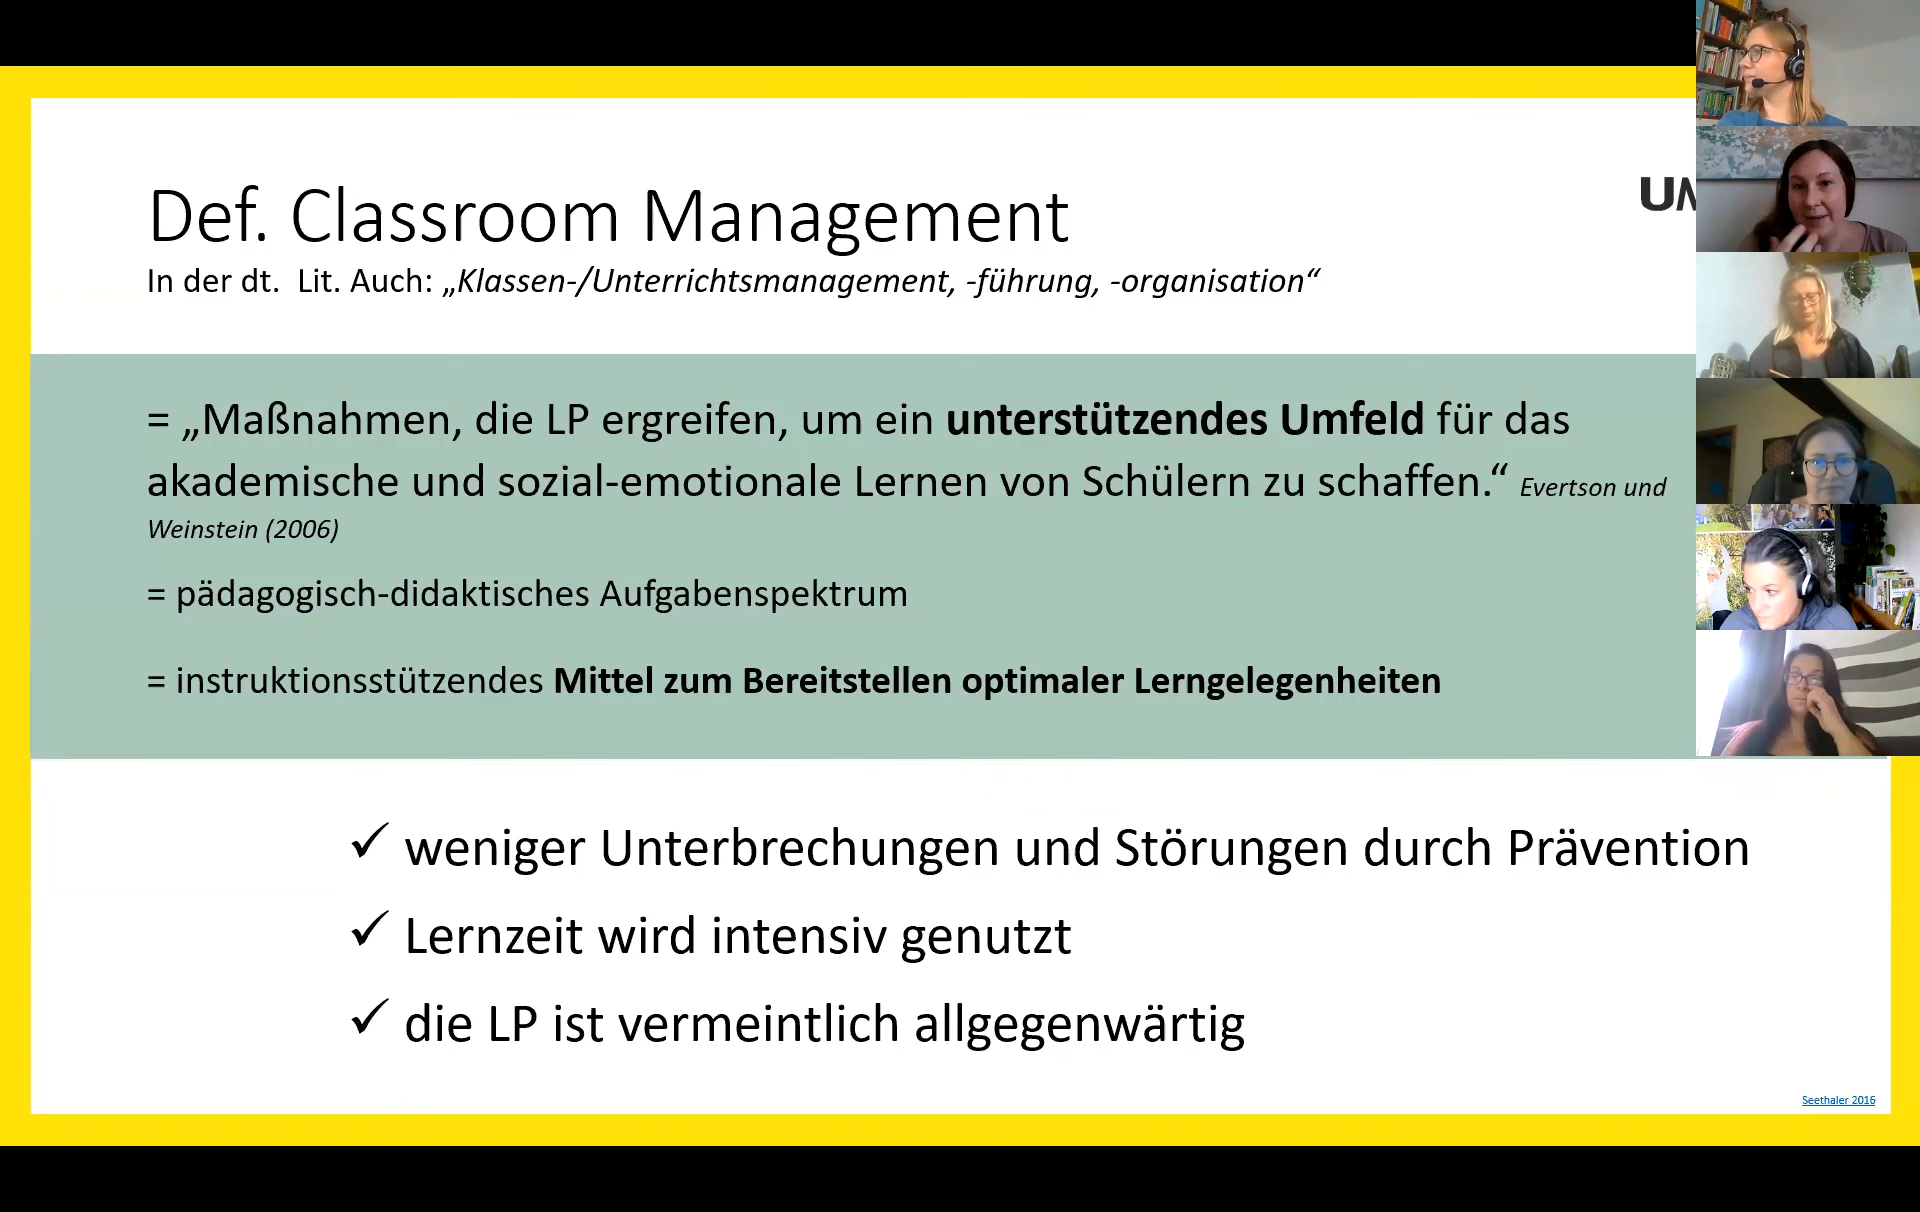 Def. Classroom Management
In der dt. Lit. Auch: „Klassen-/Unterrichtsmanagement, -führung, -organisation“
UM
= „Maßnahmen, die LP ergreifen, um ein unterstützendes Umfeld für das
akademische und sozial-emotionale Lernen von Schülern zu schaffen.“ Evertson und
Weinstein (2006)
= pädagogisch-didaktisches Aufgabenspektrum
= instruktionsstützendes Mittel zum Bereitstellen optimaler Lerngelegenheiten
✓ weniger Unterbrechungen und Störungen durch Prävention
✓ Lernzeit wird intensiv genutzt
✓ die LP ist vermeintlich allgegenwärtig
Seethaler 2016